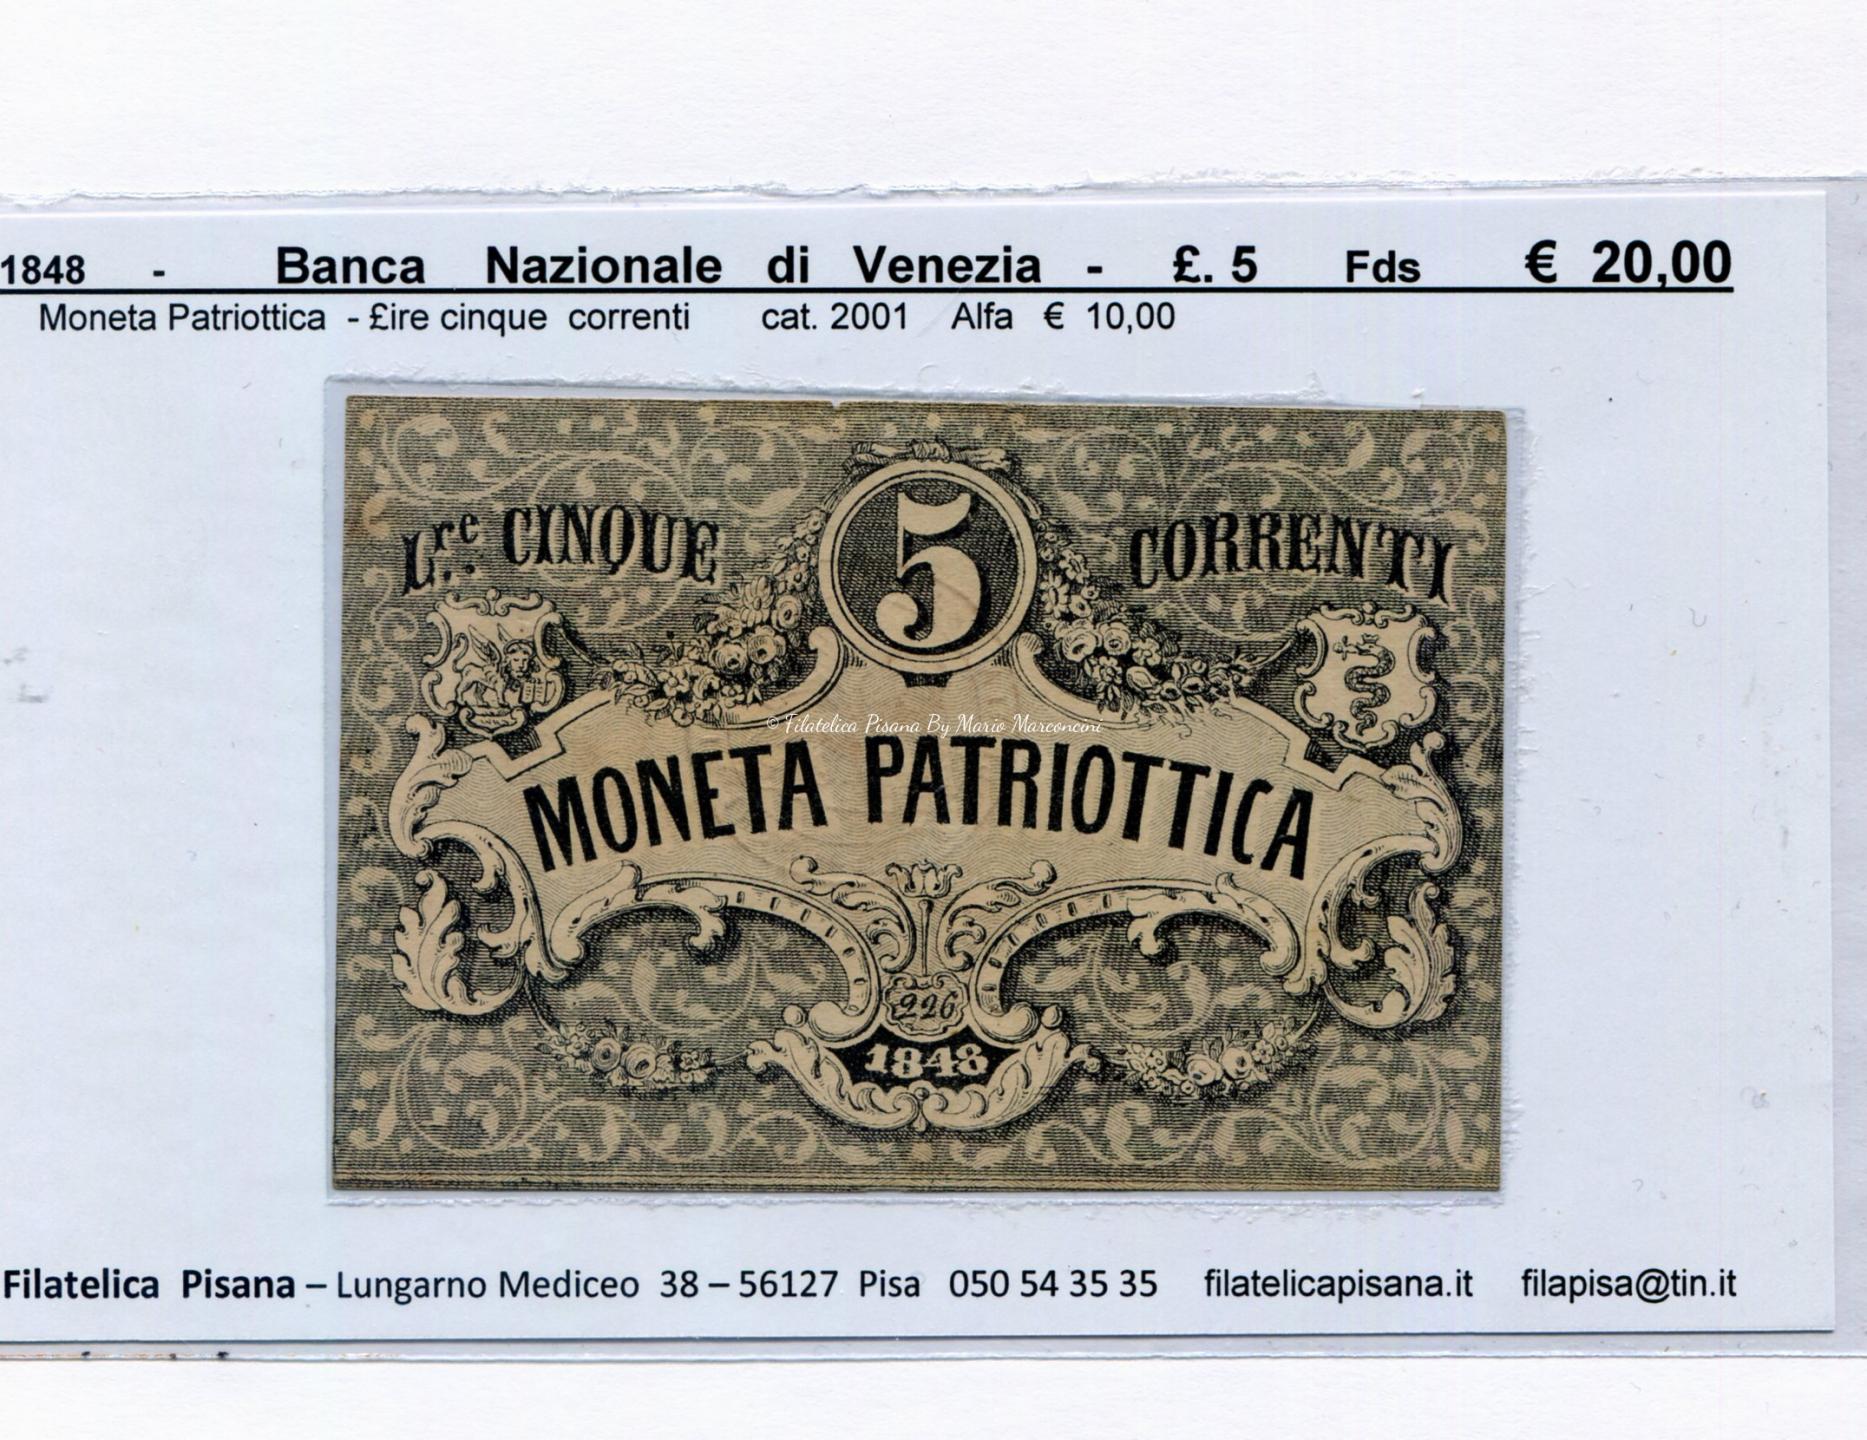 1848 - Banca Nazionale di Venezia - £. 5 Fds € 20,00
Moneta Patriottica - £ire cinque correnti cat. 2001 Alfa € 10,00
5
Lre. CINQUE CORRENTI
© Filatelica Pisana By Mario Marconcini
MONETA PATRIOTTICA
226
1848
Filatelica Pisana – Lungarno Mediceo 38 – 56127 Pisa 050 54 35 35 filatelicapisana.it filapisa@tin.it